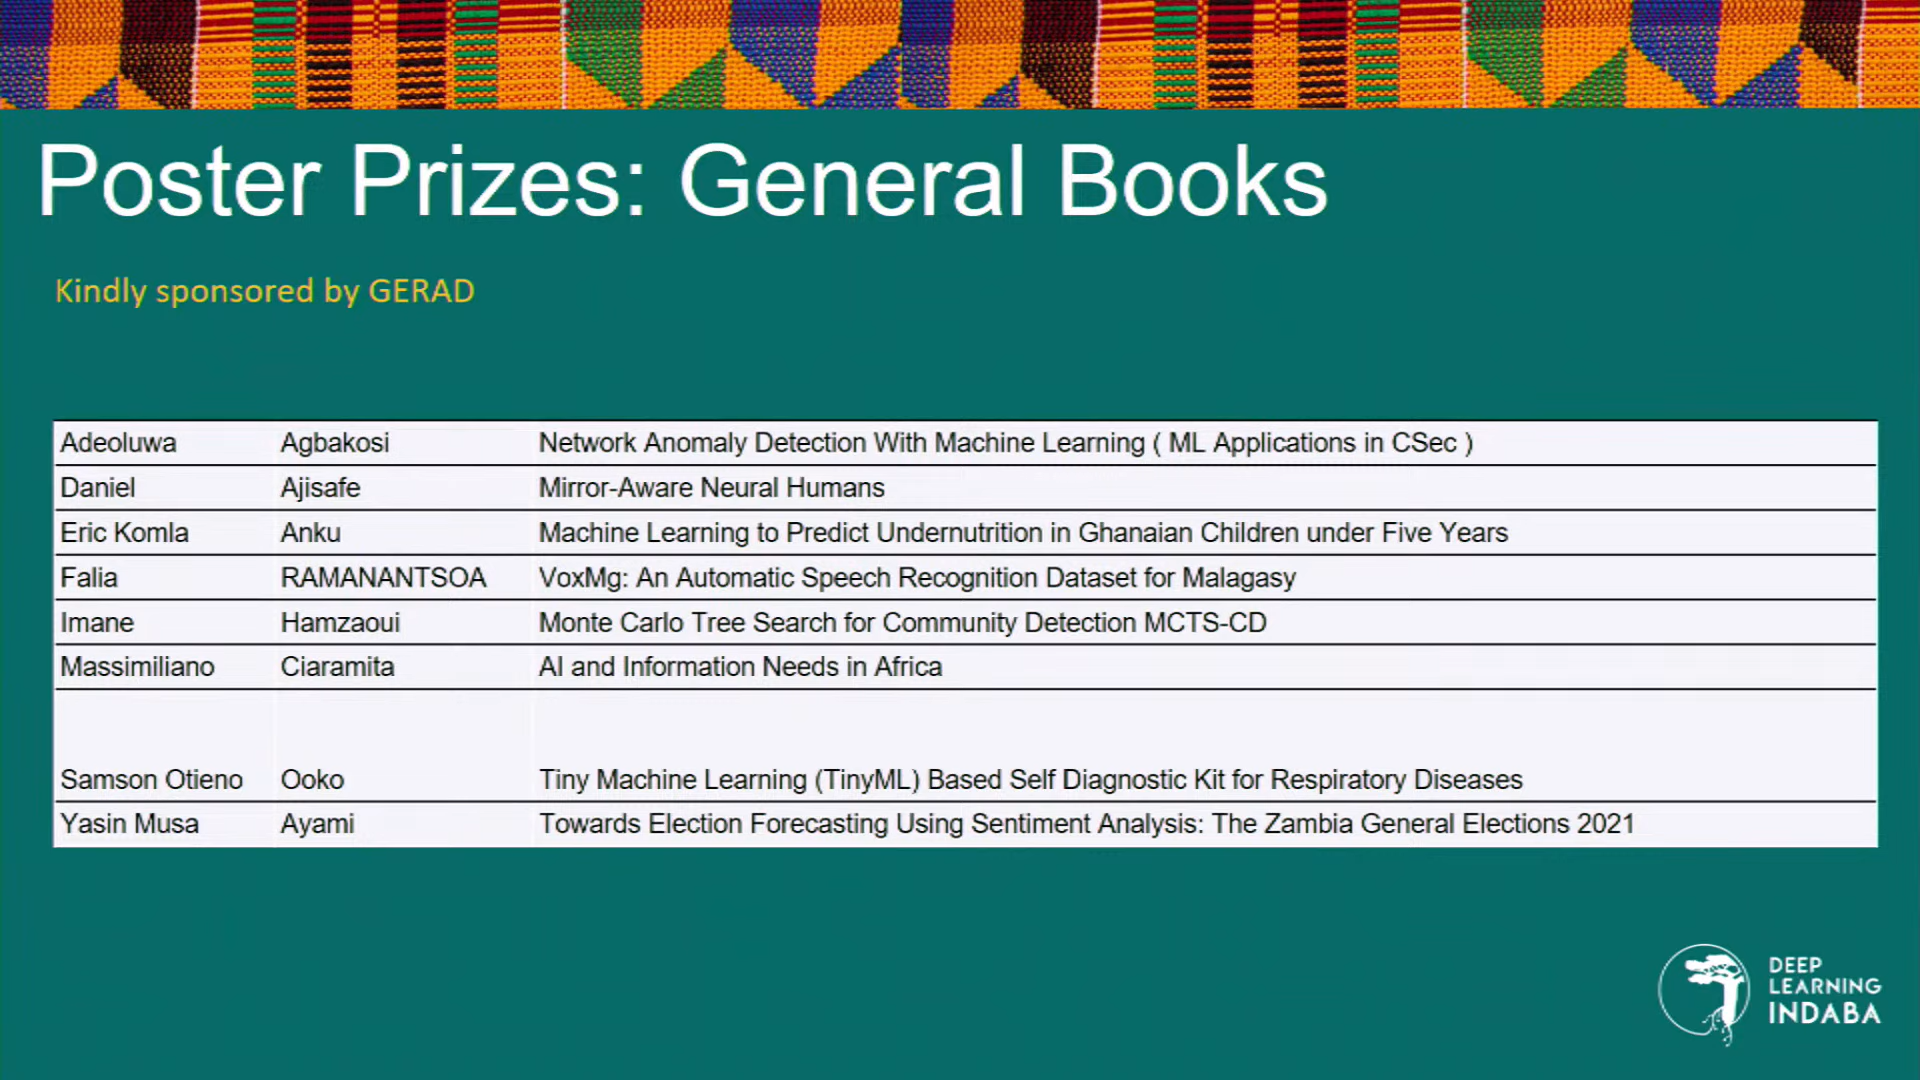 Poster Prizes: General Books
Kindly sponsored by GERAD
Adeoluwa Agbakosi Network Anomaly Detection With Machine Learning ( ML Applications in CSec )
Daniel Ajisafe Mirror-Aware Neural Humans
Eric Komla Anku Machine Learning to Predict Undernutrition in Ghanaian Children under Five Years
Falia RAMANANTSOA VoxMg: An Automatic Speech Recognition Dataset for Malagasy
Imane Hamzaoui Monte Carlo Tree Search for Community Detection MCTS-CD
Massimiliano Ciaramita AI and Information Needs in Africa
Samson Otieno Ooko Tiny Machine Learning (TinyML) Based Self Diagnostic Kit for Respiratory Diseases
Yasin Musa Ayami Towards Election Forecasting Using Sentiment Analysis: The Zambia General Elections 2021
DEEP
LEARNING
INDABA